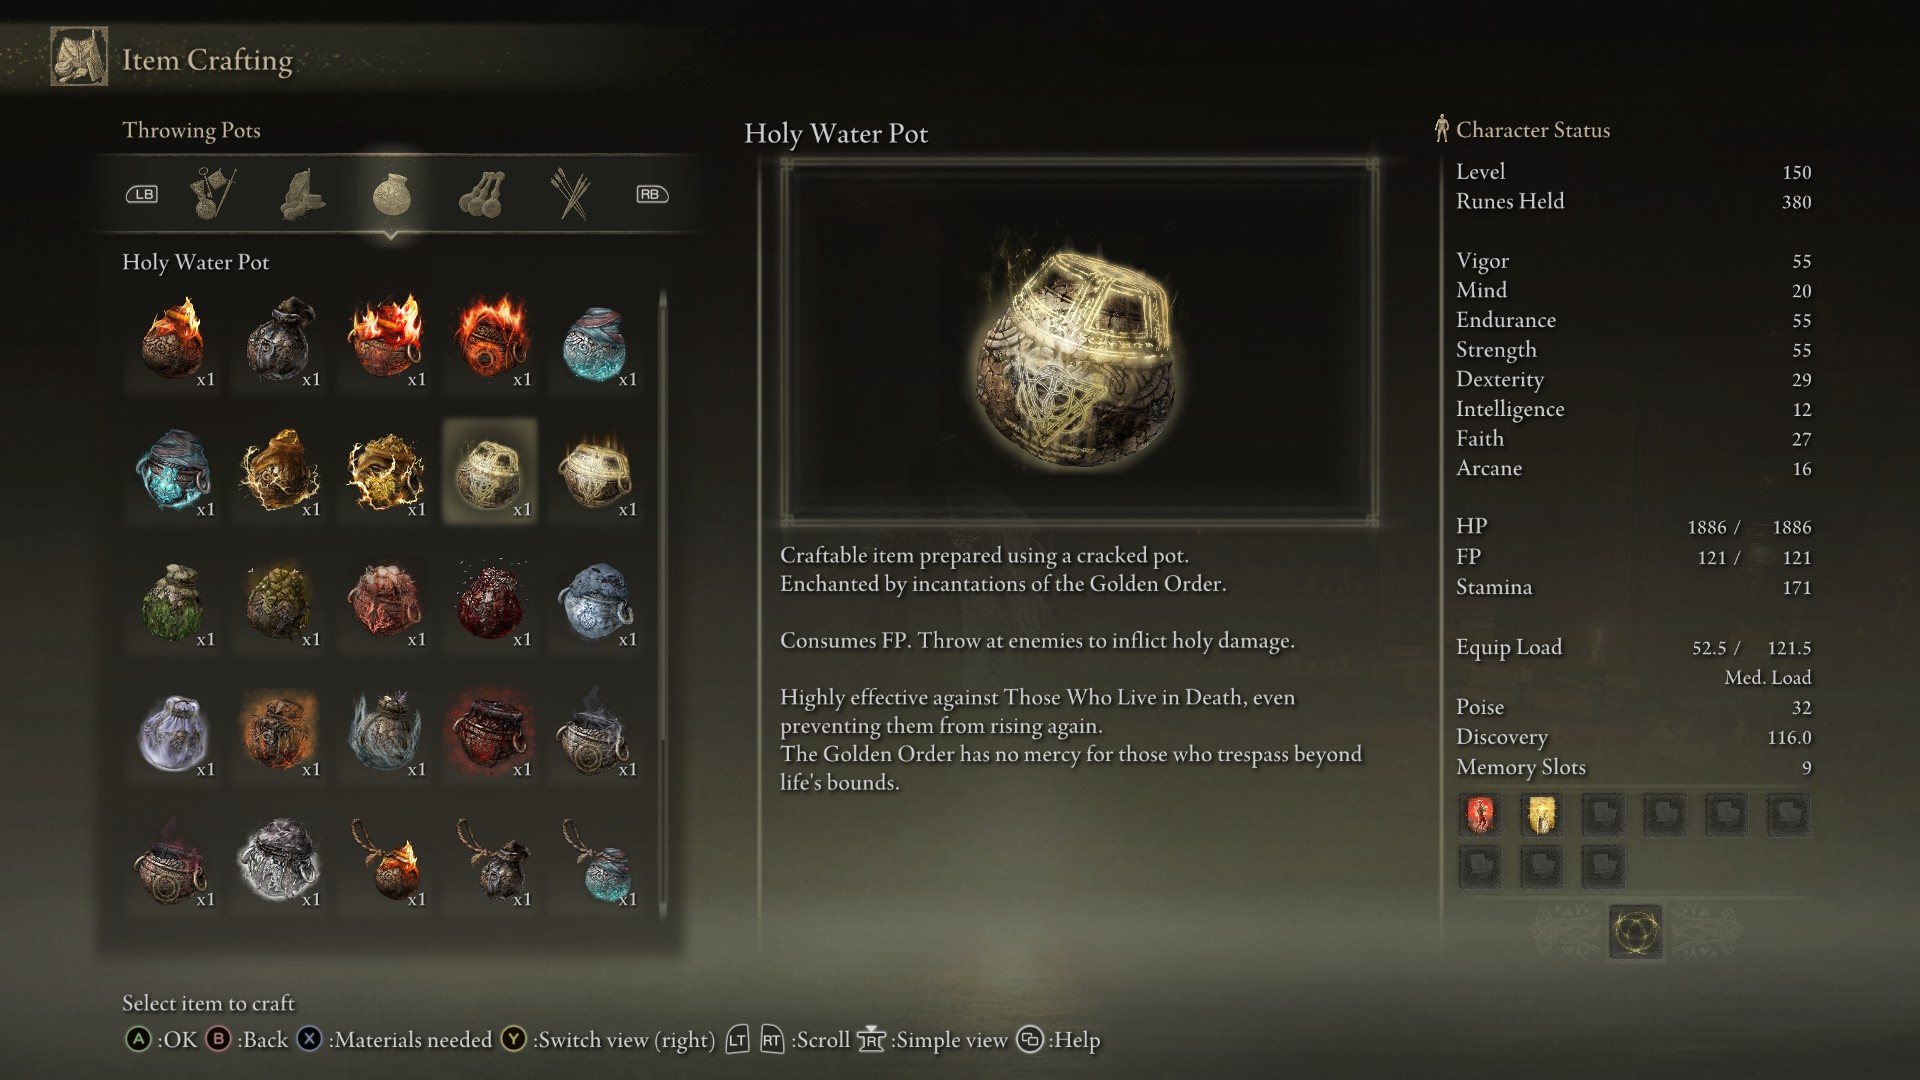 Item Crafting
Throwing Pots
LB
RB
Holy Water Pot
x1 x1 x1 x1 x1
x1 x1 x1 x1 x1
x1 x1 x1 x1 x1
x1 x1 x1 x1 x1
x1 x1 x1 x1 x1
Holy Water Pot
Craftable item prepared using a cracked pot.
Enchanted by incantations of the Golden Order.
Consumes FP. Throw at enemies to inflict holy damage.
Highly effective against Those Who Live in Death, even
preventing them from rising again.
The Golden Order has no mercy for those who trespass beyond
life's bounds.
Character Status
Level 150
Runes Held 380
Vigor 55
Mind 20
Endurance 55
Strength 55
Dexterity 29
Intelligence 12
Faith 27
Arcane 16
HP 1886 / 1886
FP 121 / 121
Stamina 171
Equip Load 52.5 / 121.5
Med. Load
Poise 32
Discovery 116.0
Memory Slots 9
Select item to craft
A :OK B :Back X :Materials needed Y :Switch view (right) LT RT :Scroll R :Simple view :Help